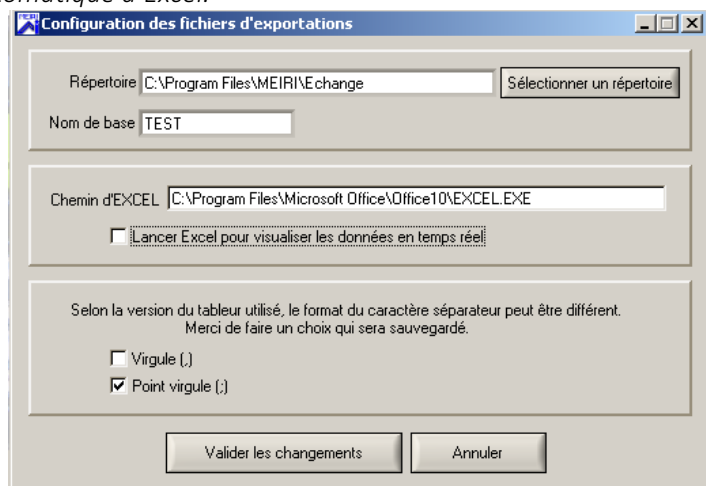 d'Excel.
Configuration des fichiers d'exportations
Répertoire C:\Program Files\MEIRI\Echange Sélectionner un répertoire
Nom de base TEST
Chemin d'EXCEL C:\Program Files\Microsoft Office\Office10\EXCEL.EXE
Lancer Excel pour visualiser les données en temps réel
Selon la version du tableur utilisé, le format du caractère séparateur peut être différent.
Merci de faire un choix qui sera sauvegardé.
Virgule (,)
Point virgule (;)
Valider les changements Annuler